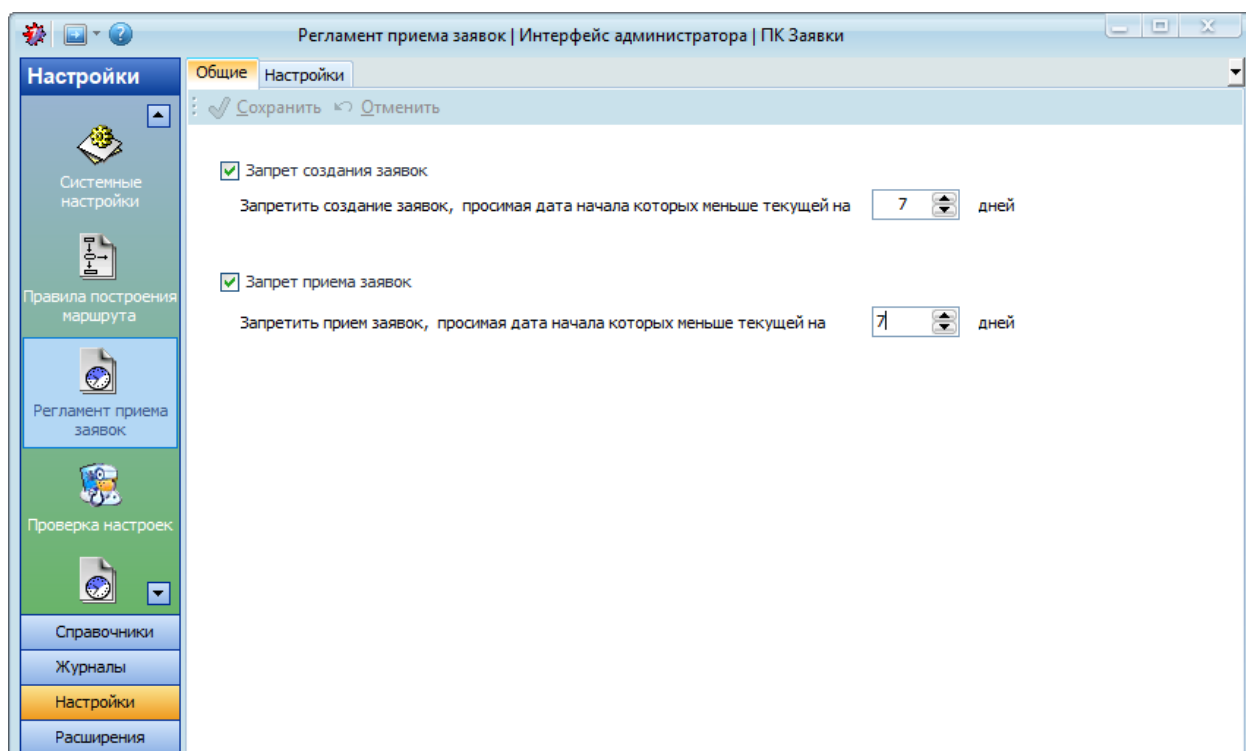 Регламент приема заявок | Интерфейс администратора | ПК Заявки
Настройки
Общие Настройки
Сохранить Отменить
Системные
настройки
Правила построения
маршрута
Регламент приема
заявок
Проверка настроек
Справочники
Журналы
Настройки
Расширения
Запрет создания заявок
Запретить создание заявок, просимая дата начала которых меньше текущей на 7 дней
Запрет приема заявок
Запретить прием заявок, просимая дата начала которых меньше текущей на 7 дней